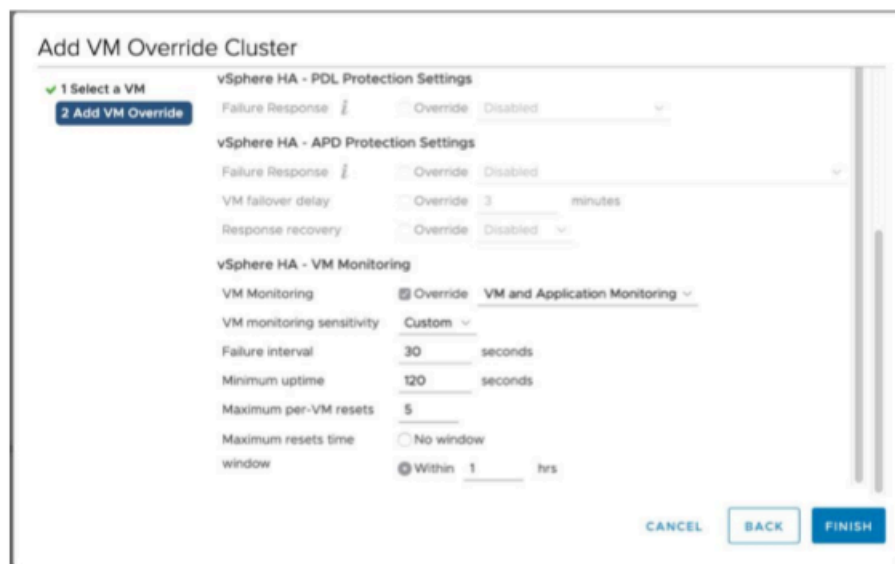 Add VM Override Cluster
1 Select a VM
2 Add VM Override
vSphere HA - PDL Protection Settings
Failure Response i Override Disabled
vSphere HA - APD Protection Settings
Failure Response i Override Disabled
VM failover delay Override 3 minutes
Response recovery Override Disabled
vSphere HA - VM Monitoring
VM Monitoring Override VM and Application Monitoring
VM monitoring sensitivity Custom
Failure interval 30 seconds
Minimum uptime 120 seconds
Maximum per-VM resets 5
Maximum resets time No window
window Within 1 hrs
CANCEL BACK FINISH